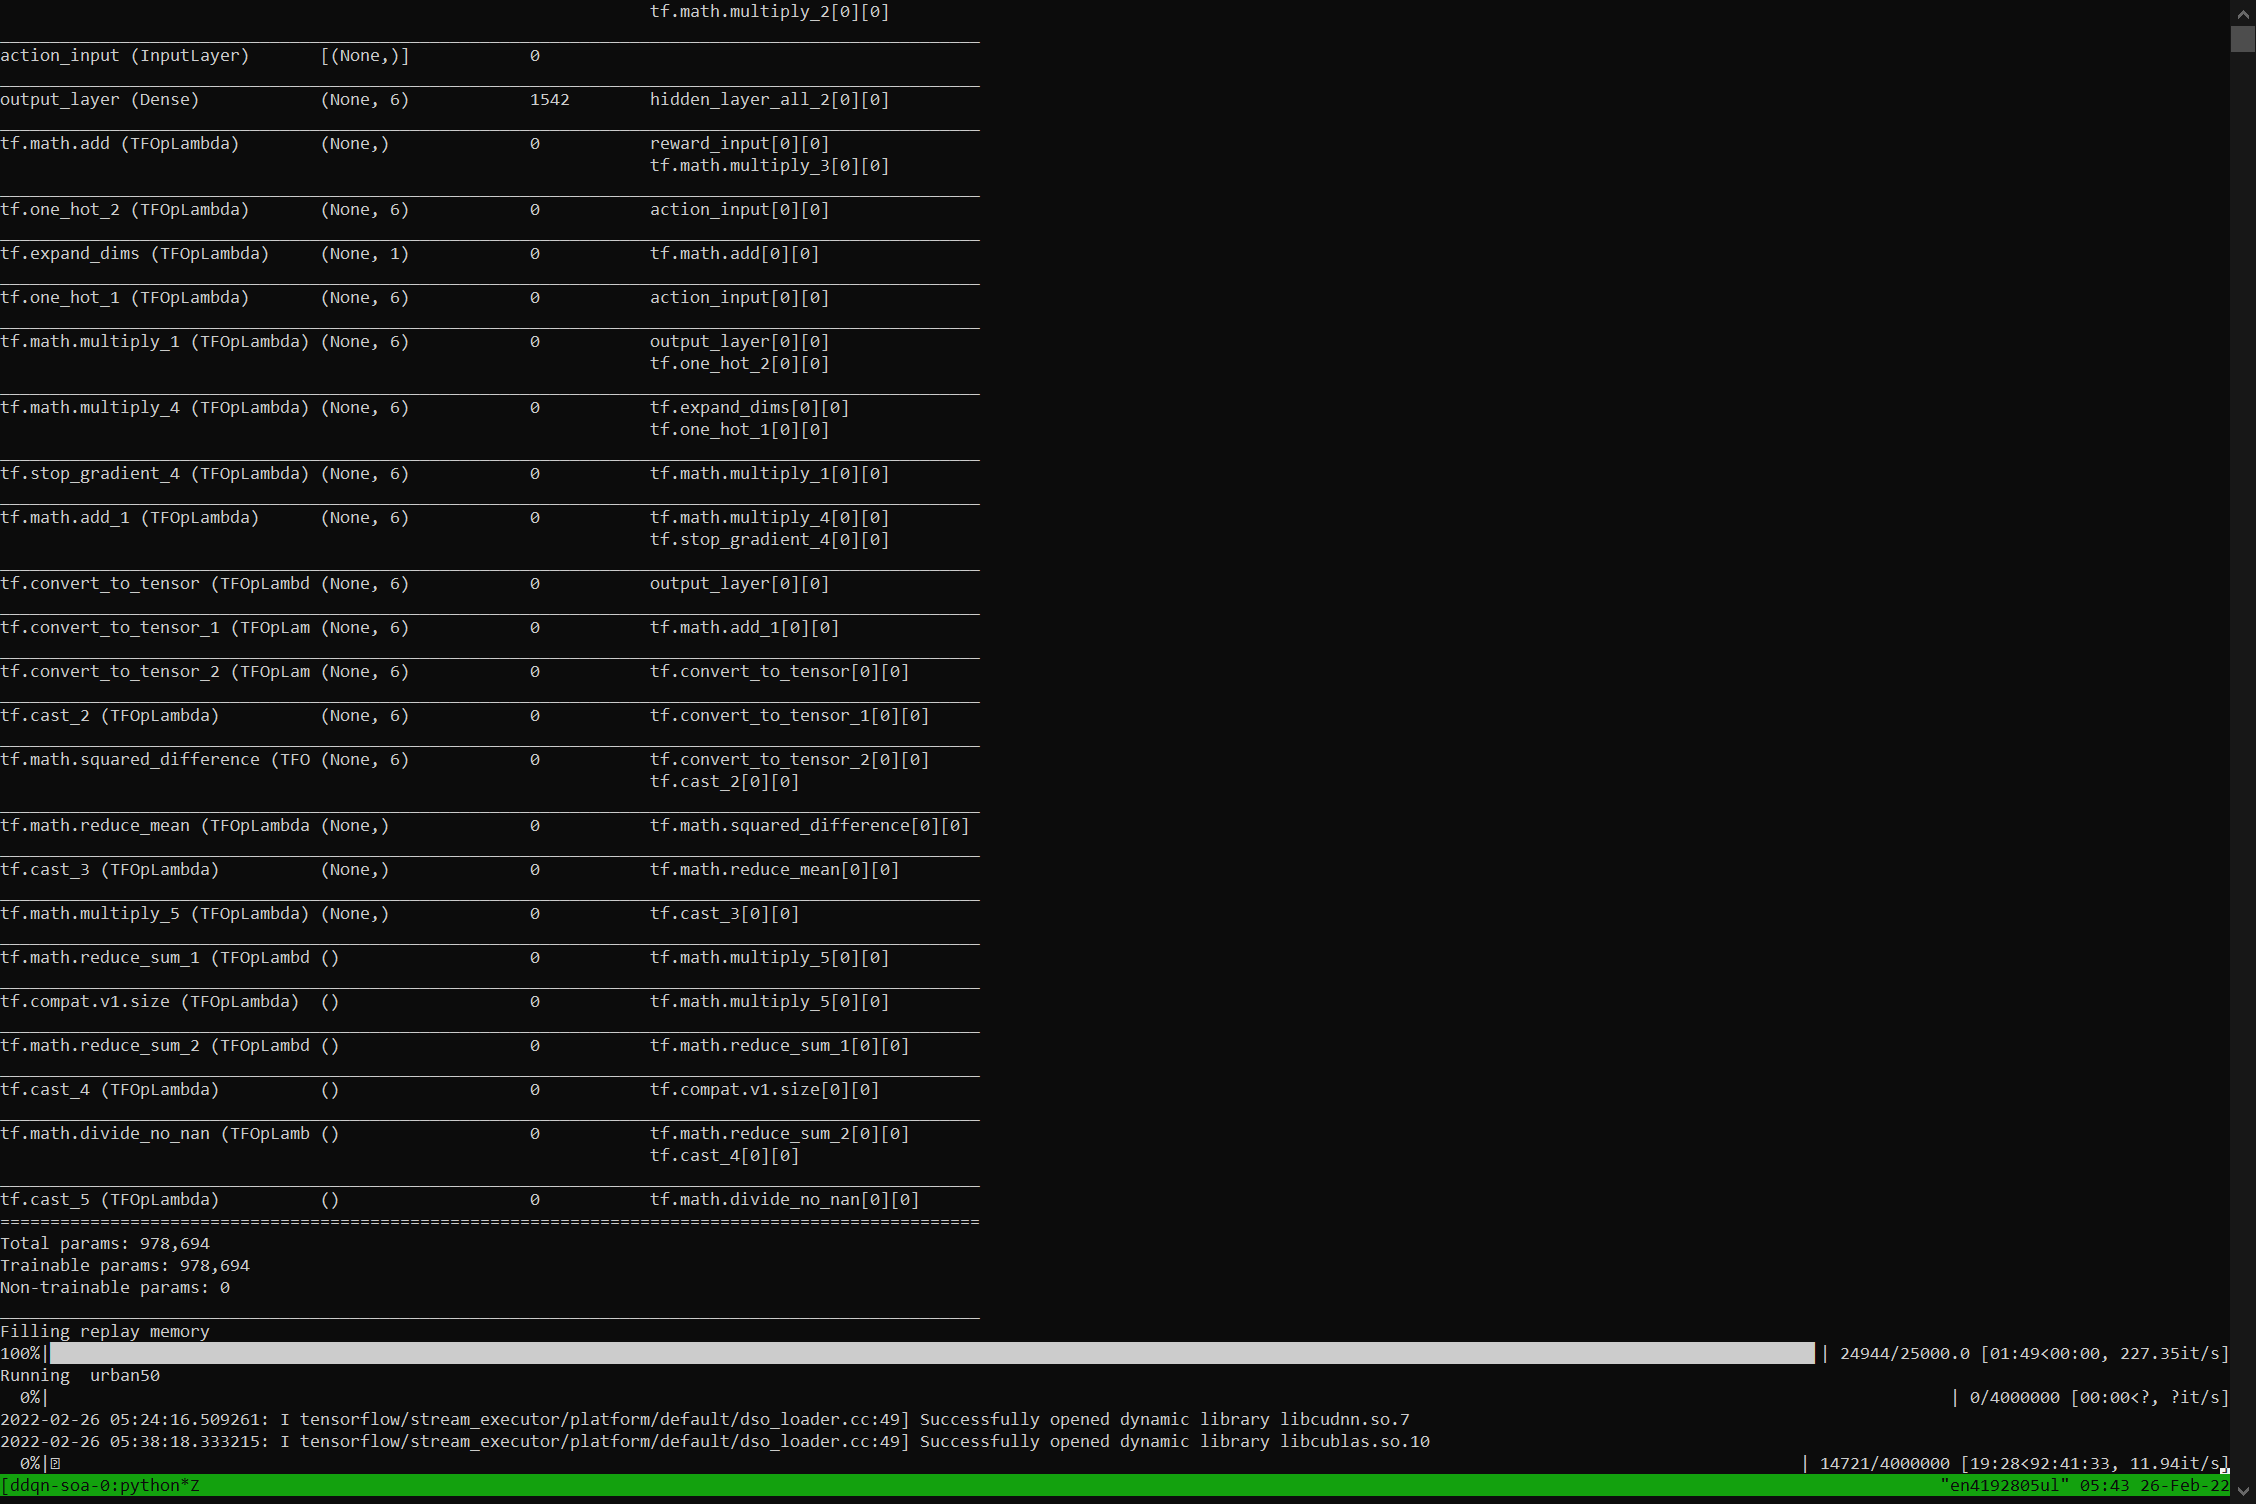 tf.math.multiply_2[0][0]
action_input (InputLayer) [(None,)] 0
output_layer (Dense) (None, 6) 1542 hidden_layer_all_2[0][0]
tf.math.add (TFOpLambda) (None,) 0 reward_input[0][0]
tf.math.multiply_3[0][0]
tf.one_hot_2 (TFOpLambda) (None, 6) 0 action_input[0][0]
tf.expand_dims (TFOpLambda) (None, 1) 0 tf.math.add[0][0]
tf.one_hot_1 (TFOpLambda) (None, 6) 0 action_input[0][0]
tf.math.multiply_1 (TFOpLambda) (None, 6) 0 output_layer[0][0]
tf.one_hot_2[0][0]
tf.math.multiply_4 (TFOpLambda) (None, 6) 0 tf.expand_dims[0][0]
tf.one_hot_1[0][0]
tf.stop_gradient_4 (TFOpLambda) (None, 6) 0 tf.math.multiply_1[0][0]
tf.math.add_1 (TFOpLambda) (None, 6) 0 tf.math.multiply_4[0][0]
tf.stop_gradient_4[0][0]
tf.convert_to_tensor (TFOpLambd (None, 6) 0 output_layer[0][0]
tf.convert_to_tensor_1 (TFOpLam (None, 6) 0 tf.math.add_1[0][0]
tf.convert_to_tensor_2 (TFOpLam (None, 6) 0 tf.convert_to_tensor[0][0]
tf.cast_2 (TFOpLambda) (None, 6) 0 tf.convert_to_tensor_1[0][0]
tf.math.squared_difference (TFO (None, 6) 0 tf.convert_to_tensor_2[0][0]
tf.cast_2[0][0]
tf.math.reduce_mean (TFOpLambda (None,) 0 tf.math.squared_difference[0][0]
tf.cast_3 (TFOpLambda) (None,) 0 tf.math.reduce_mean[0][0]
tf.math.multiply_5 (TFOpLambda) (None,) 0 tf.cast_3[0][0]
tf.math.reduce_sum_1 (TFOpLambd () 0 tf.math.multiply_5[0][0]
tf.compat.v1.size (TFOpLambda) () 0 tf.math.multiply_5[0][0]
tf.math.reduce_sum_2 (TFOpLambd () 0 tf.math.reduce_sum_1[0][0]
tf.cast_4 (TFOpLambda) () 0 tf.compat.v1.size[0][0]
tf.math.divide_no_nan (TFOpLamb () 0 tf.math.reduce_sum_2[0][0]
tf.cast_4[0][0]
tf.cast_5 (TFOpLambda) () 0 tf.math.divide_no_nan[0][0]
==================================================================================================
Total params: 978,694
Trainable params: 978,694
Non-trainable params: 0
Filling replay memory
100%| | 24944/25000.0 [01:49<00:00, 227.35it/s]
Running  urban50
0%| | 0/4000000 [00:00<?, ?it/s]
2022-02-26 05:24:16.509261: I tensorflow/stream_executor/platform/default/dso_loader.cc:49] Successfully opened dynamic library libcudnn.so.7
2022-02-26 05:38:18.333215: I tensorflow/stream_executor/platform/default/dso_loader.cc:49] Successfully opened dynamic library libcublas.so.10
0%| | 14721/4000000 [19:28<92:41:33, 11.94it/s]
[ddqn-soa-0:python*Z "en4192805ul" 05:43 26-Feb-22